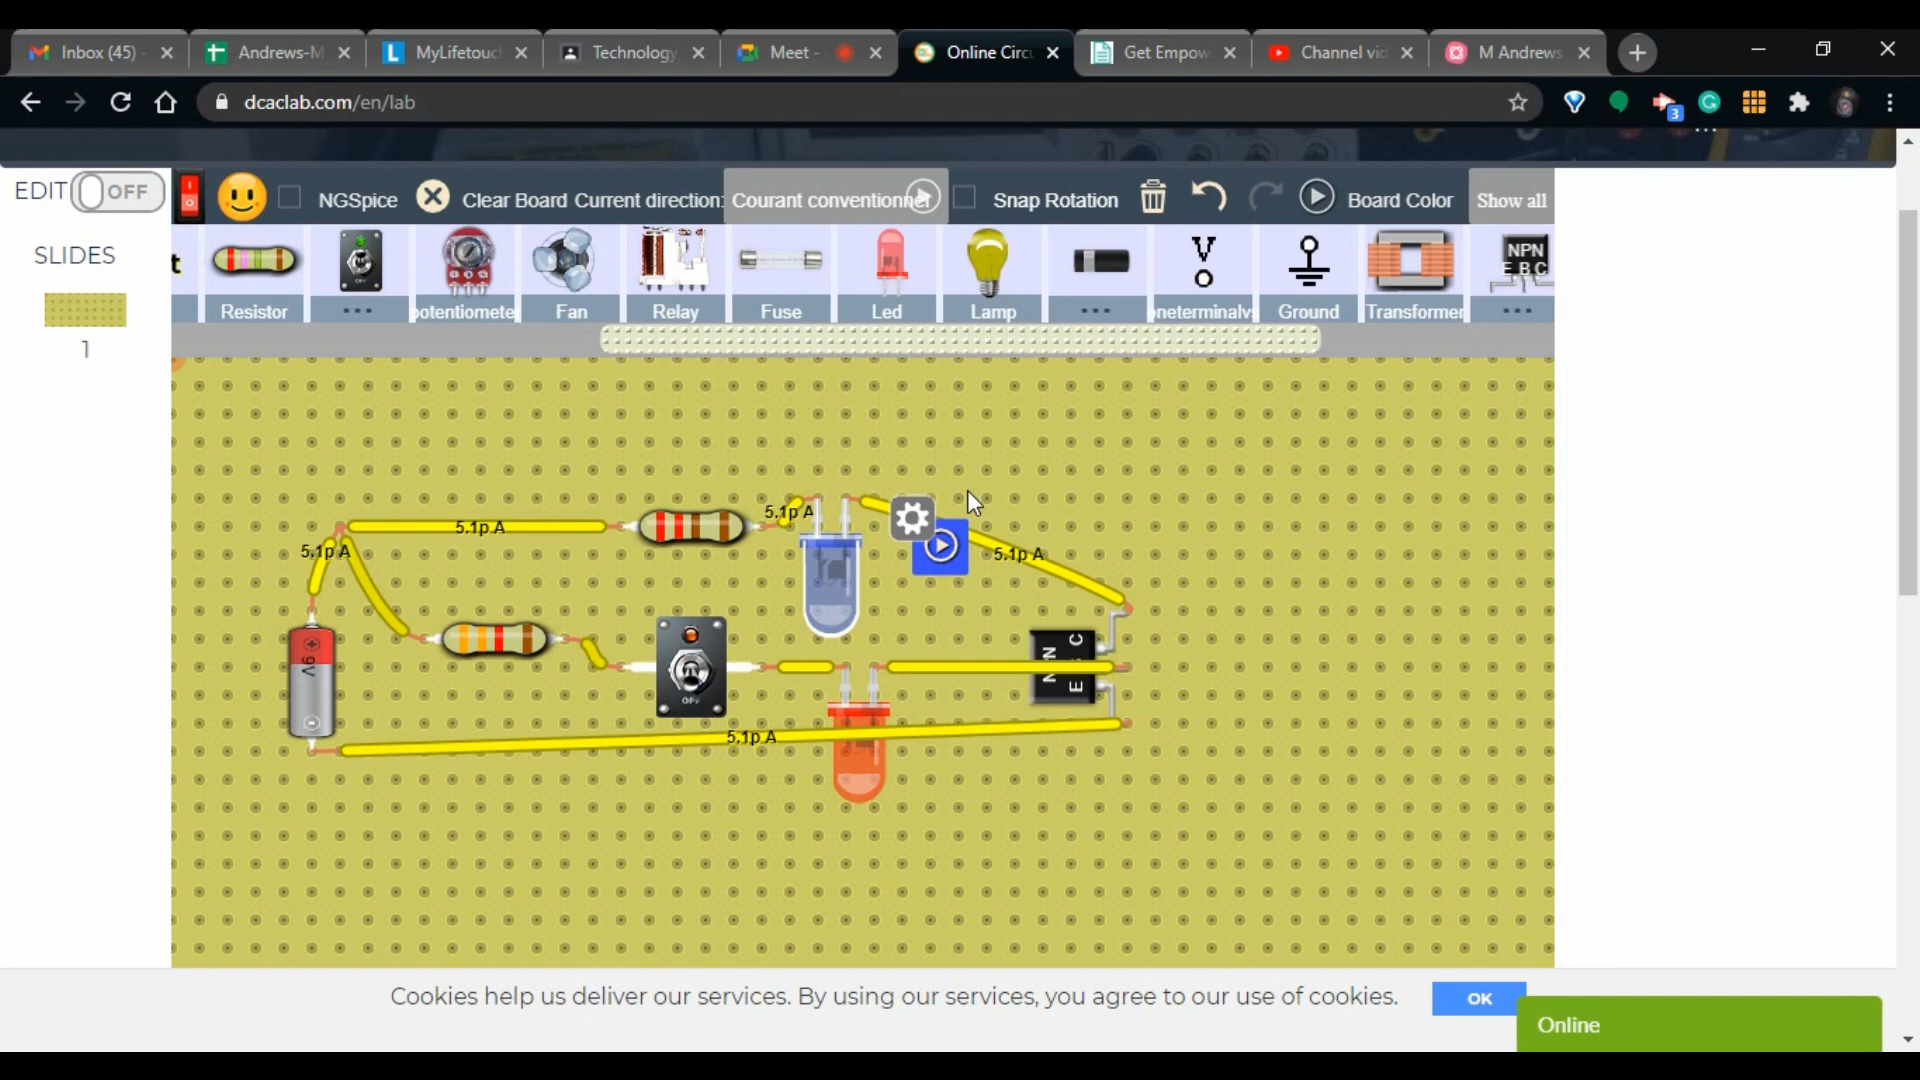 Inbox (45) -
Andrews-M
MyLifetouc
Technology
Meet -
Online Circ
Get Empow
Channel vid
M Andrews
dcaclab.com/en/lab
3
EDIT OFF
NGSpice
Clear Board
Current direction:
Courant conventionnel
Snap Rotation
Board Color
Show all
SLIDES
1
t
V
NPN
E B C
Resistor
...
otentiomete
Fan
Relay
Fuse
Led
Lamp
...
neterminalv
Ground
Transformer
...
5.1p A
5.1p A
5.1p A
5.1p A
9V
OFF
C
E
5.1p A
Cookies help us deliver our services. By using our services, you agree to our use of cookies.
OK
Online